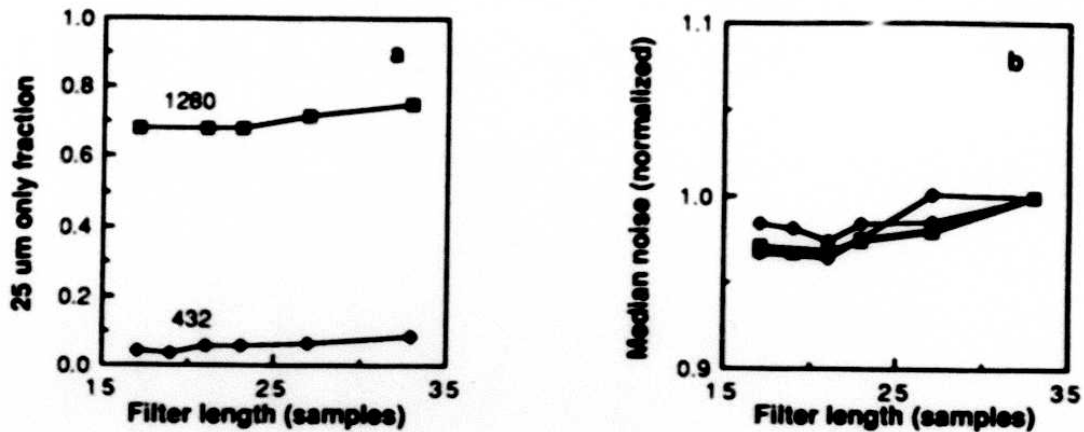 1.0
0.8
0.6
0.4
0.2
0.0
25 um only fraction
a
1280
432
15
25
35
Filter length (samples)
1.1
1.0
0.9
Median noise (normalized)
b
15
25
35
Filter length (samples)